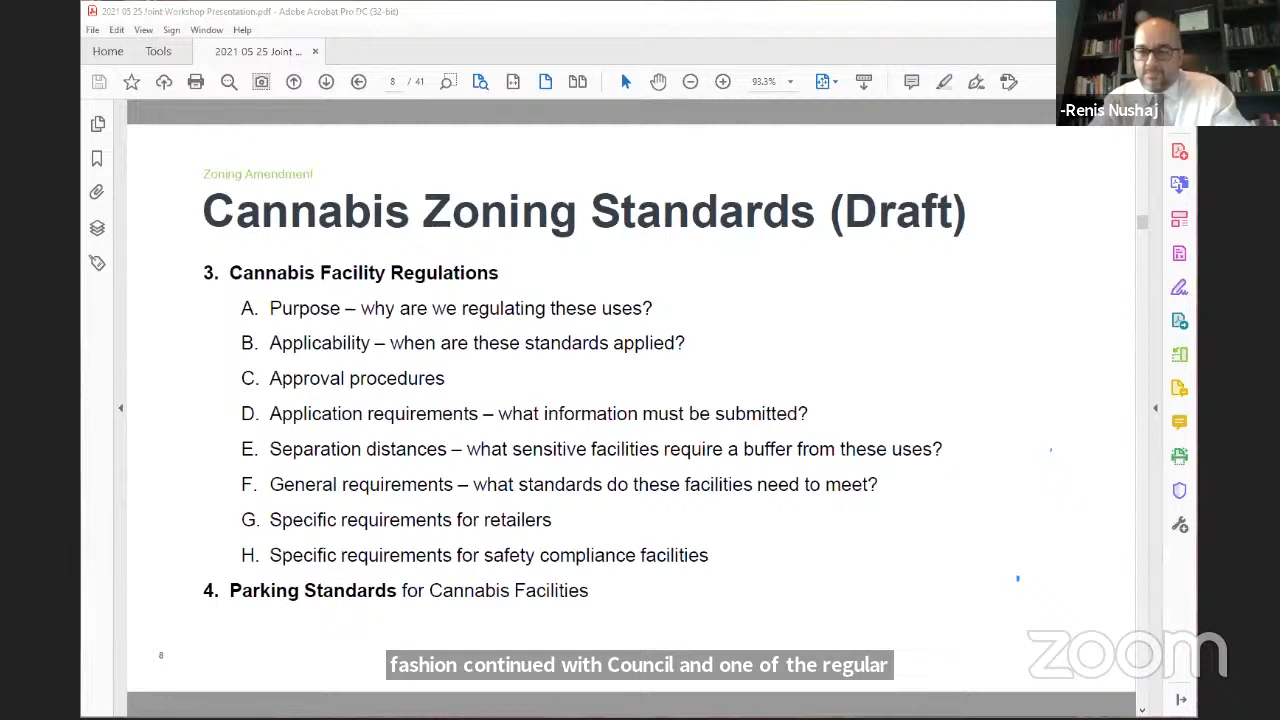 2021 05 25 Joint Workshop Presentation.pdf - Adobe Acrobat Pro DC (32-bit)
File Edit View Sign Window Help
Home Tools 2021 05 25 Joint ... ×
8 / 41 93.3%
-Renis Nushaj
Zoning Amendment
Cannabis Zoning Standards (Draft)
3. Cannabis Facility Regulations
A. Purpose – why are we regulating these uses?
B. Applicability – when are these standards applied?
C. Approval procedures
D. Application requirements – what information must be submitted?
E. Separation distances – what sensitive facilities require a buffer from these uses?
F. General requirements – what standards do these facilities need to meet?
G. Specific requirements for retailers
H. Specific requirements for safety compliance facilities
4. Parking Standards for Cannabis Facilities
8
fashion continued with Council and one of the regular
zoom